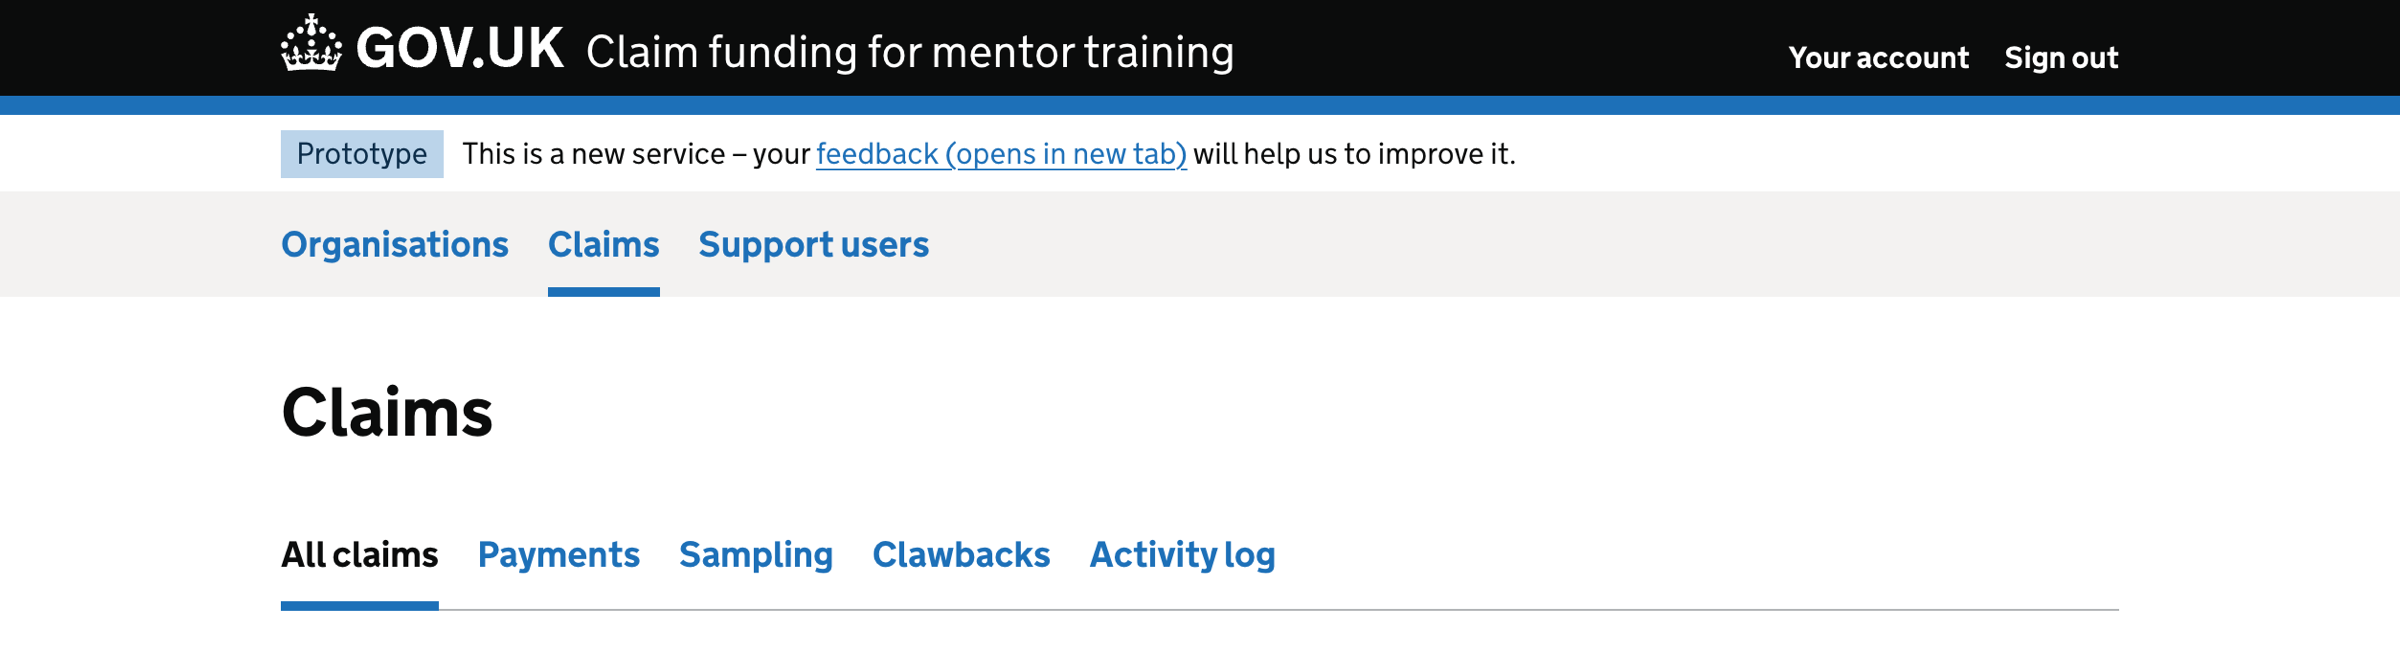 GOV.UK Claim funding for mentor training Your account Sign out
Prototype This is a new service – your feedback (opens in new tab) will help us to improve it.
Organisations Claims Support users
Claims
All claims Payments Sampling Clawbacks Activity log